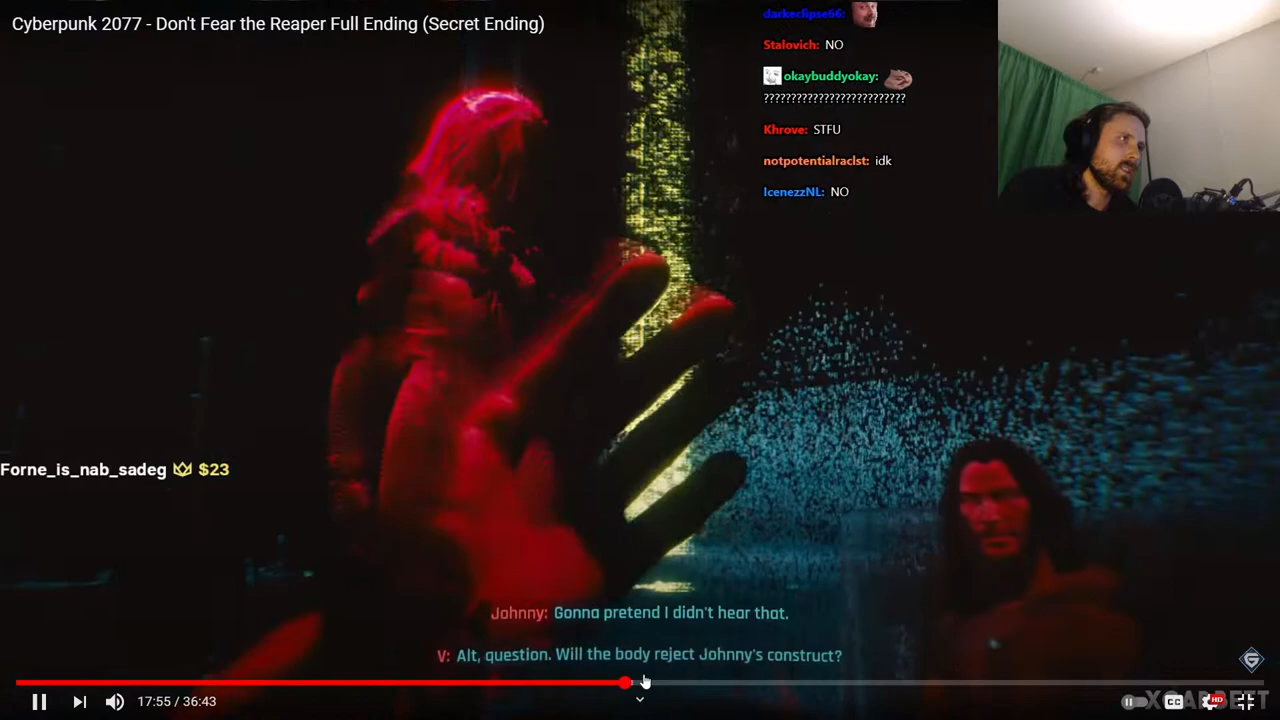 Cyberpunk 2077 - Don't Fear the Reaper Full Ending (Secret Ending)
darkeclipse66:
Stalovich: NO
okaybuddyokay:
??????????????????????????
Khrove: STFU
notpotentialraclst: idk
IcenezzNL: NO
Forne_is_nab_sadeg $23
Johnny: Gonna pretend I didn't hear that.
V: Alt, question. Will the body reject Johnny's construct?
17:55 / 36:43
CC
HD